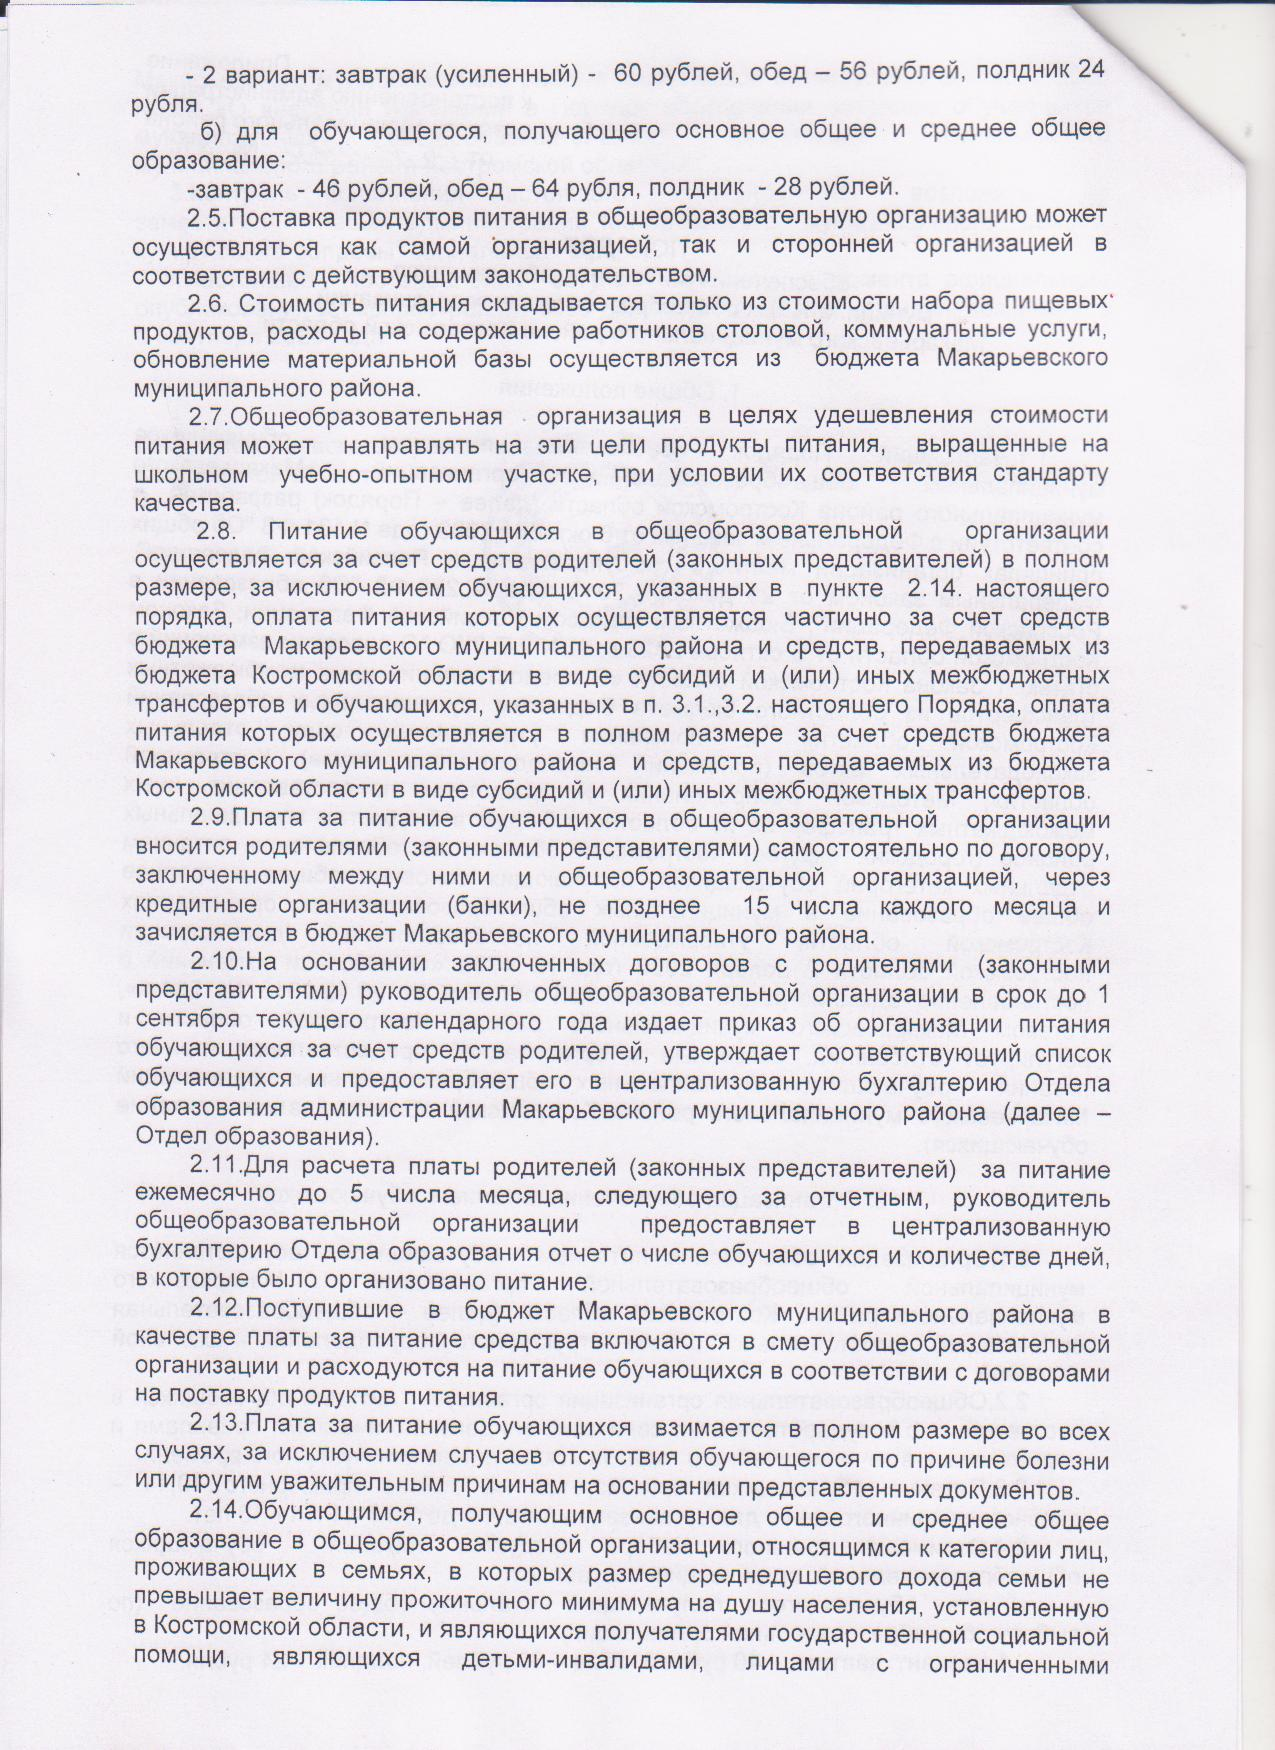 - 2 вариант: завтрак (усиленный) - 60 рублей, обед – 56 рублей, полдник 24
рубля.
б) для обучающегося, получающего основное общее и среднее общее
образование:
-завтрак - 46 рублей, обед – 64 рубля, полдник - 28 рублей.
2.5.Поставка продуктов питания в общеобразовательную организацию может
осуществляться как самой организацией, так и сторонней организацией в
соответствии с действующим законодательством.
2.6. Стоимость питания складывается только из стоимости набора пищевых
продуктов, расходы на содержание работников столовой, коммунальные услуги,
обновление материальной базы осуществляется из бюджета Макарьевского
муниципального района.
2.7.Общеобразовательная организация в целях удешевления стоимости
питания может направлять на эти цели продукты питания, выращенные на
школьном учебно-опытном участке, при условии их соответствия стандарту
качества.
2.8. Питание обучающихся в общеобразовательной организации
осуществляется за счет средств родителей (законных представителей) в полном
размере, за исключением обучающихся, указанных в пункте 2.14. настоящего
порядка, оплата питания которых осуществляется частично за счет средств
бюджета Макарьевского муниципального района и средств, передаваемых из
бюджета Костромской области в виде субсидий и (или) иных межбюджетных
трансфертов и обучающихся, указанных в п. 3.1.,3.2. настоящего Порядка, оплата
питания которых осуществляется в полном размере за счет средств бюджета
Макарьевского муниципального района и средств, передаваемых из бюджета
Костромской области в виде субсидий и (или) иных межбюджетных трансфертов.
2.9.Плата за питание обучающихся в общеобразовательной организации
вносится родителями (законными представителями) самостоятельно по договору,
заключенному между ними и общеобразовательной организацией, через
кредитные организации (банки), не позднее 15 числа каждого месяца и
зачисляется в бюджет Макарьевского муниципального района.
2.10.На основании заключенных договоров с родителями (законными
представителями) руководитель общеобразовательной организации в срок до 1
сентября текущего календарного года издает приказ об организации питания
обучающихся за счет средств родителей, утверждает соответствующий список
обучающихся и предоставляет его в централизованную бухгалтерию Отдела
образования администрации Макарьевского муниципального района (далее –
Отдел образования).
2.11.Для расчета платы родителей (законных представителей) за питание
ежемесячно до 5 числа месяца, следующего за отчетным, руководитель
общеобразовательной организации предоставляет в централизованную
бухгалтерию Отдела образования отчет о числе обучающихся и количестве дней,
в которые было организовано питание.
2.12.Поступившие в бюджет Макарьевского муниципального района в
качестве платы за питание средства включаются в смету общеобразовательной
организации и расходуются на питание обучающихся в соответствии с договорами
на поставку продуктов питания.
2.13.Плата за питание обучающихся взимается в полном размере во всех
случаях, за исключением случаев отсутствия обучающегося по причине болезни
или другим уважительным причинам на основании представленных документов.
2.14.Обучающимся, получающим основное общее и среднее общее
образование в общеобразовательной организации, относящимся к категории лиц,
проживающих в семьях, в которых размер среднедушевого дохода семьи не
превышает величину прожиточного минимума на душу населения, установленную
в Костромской области, и являющихся получателями государственной социальной
помощи, являющихся детьми-инвалидами, лицами с ограниченными